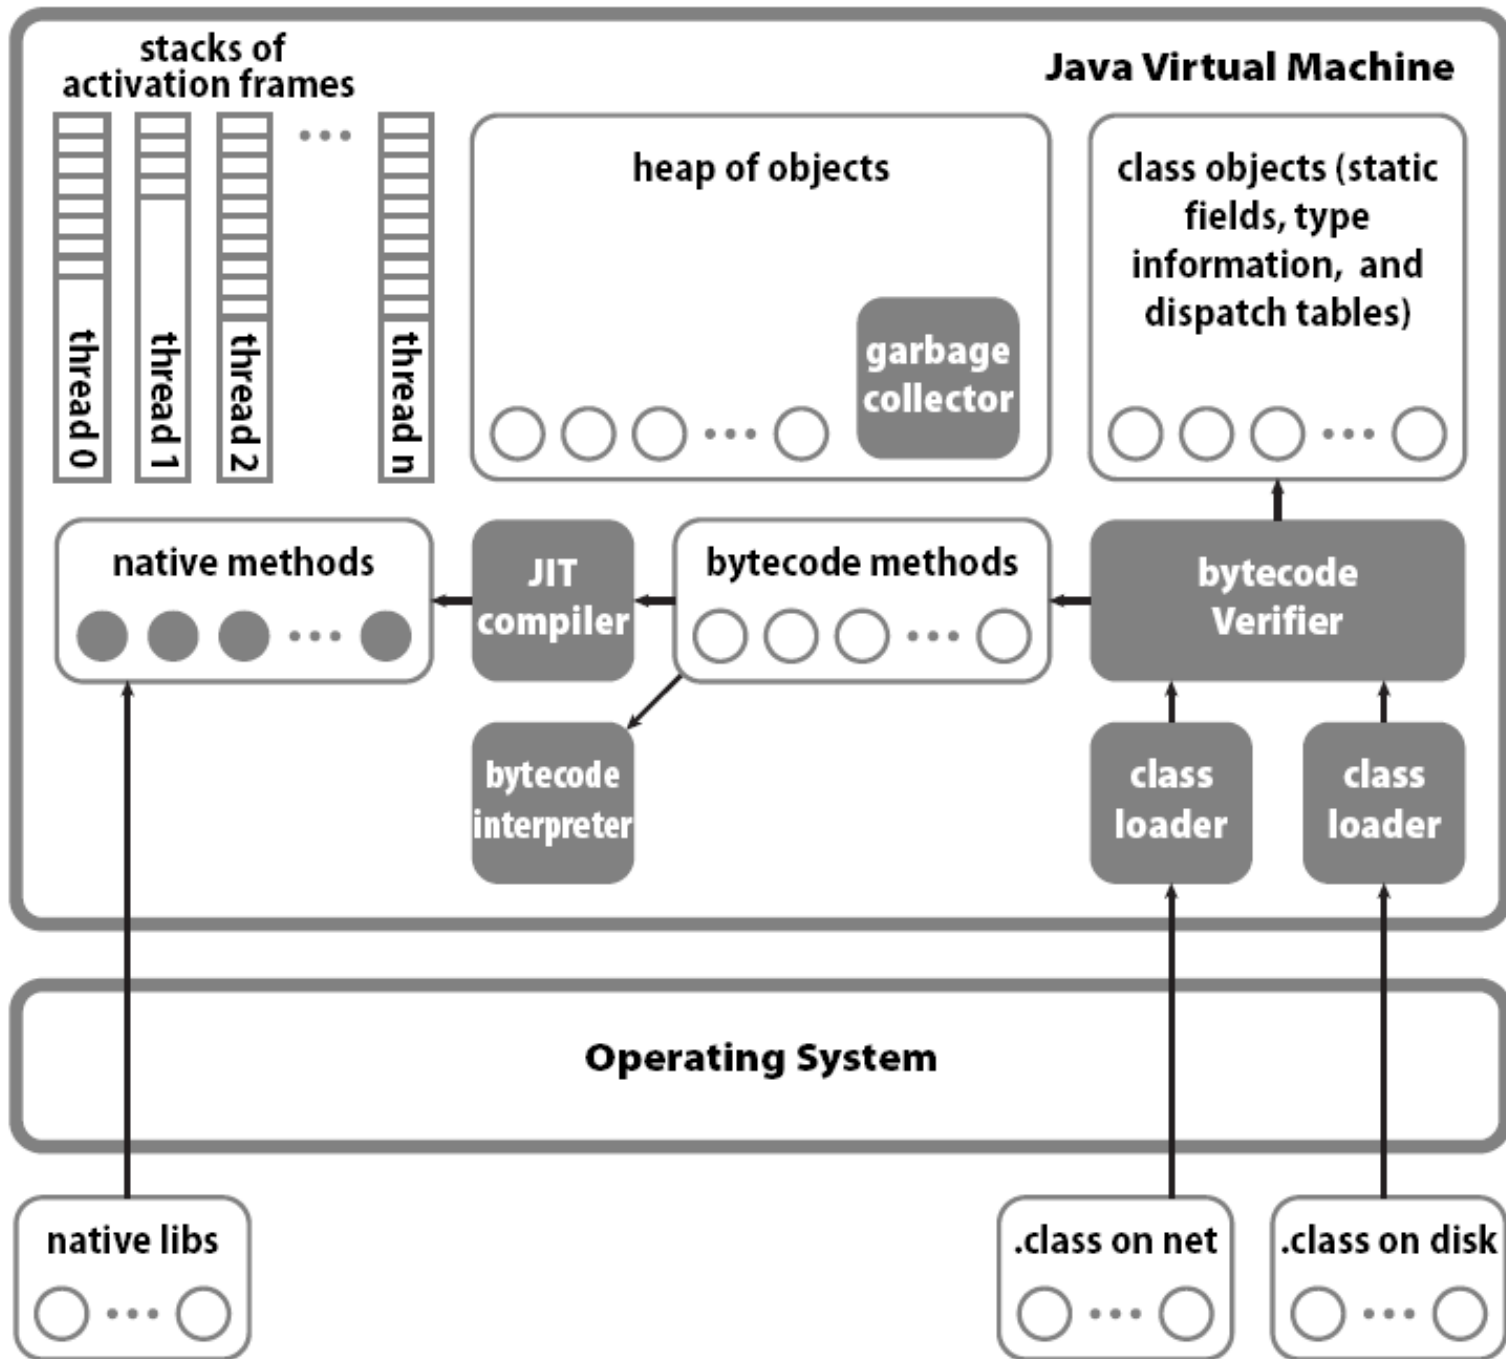 stacks of
activation frames
Java Virtual Machine
thread 0
thread 1
thread 2
thread n
heap of objects
garbage
collector
class objects (static
fields, type
information, and
dispatch tables)
native methods
JIT
compiler
bytecode methods
bytecode
Verifier
bytecode
interpreter
class
loader
class
loader
Operating System
native libs
.class on net
.class on disk